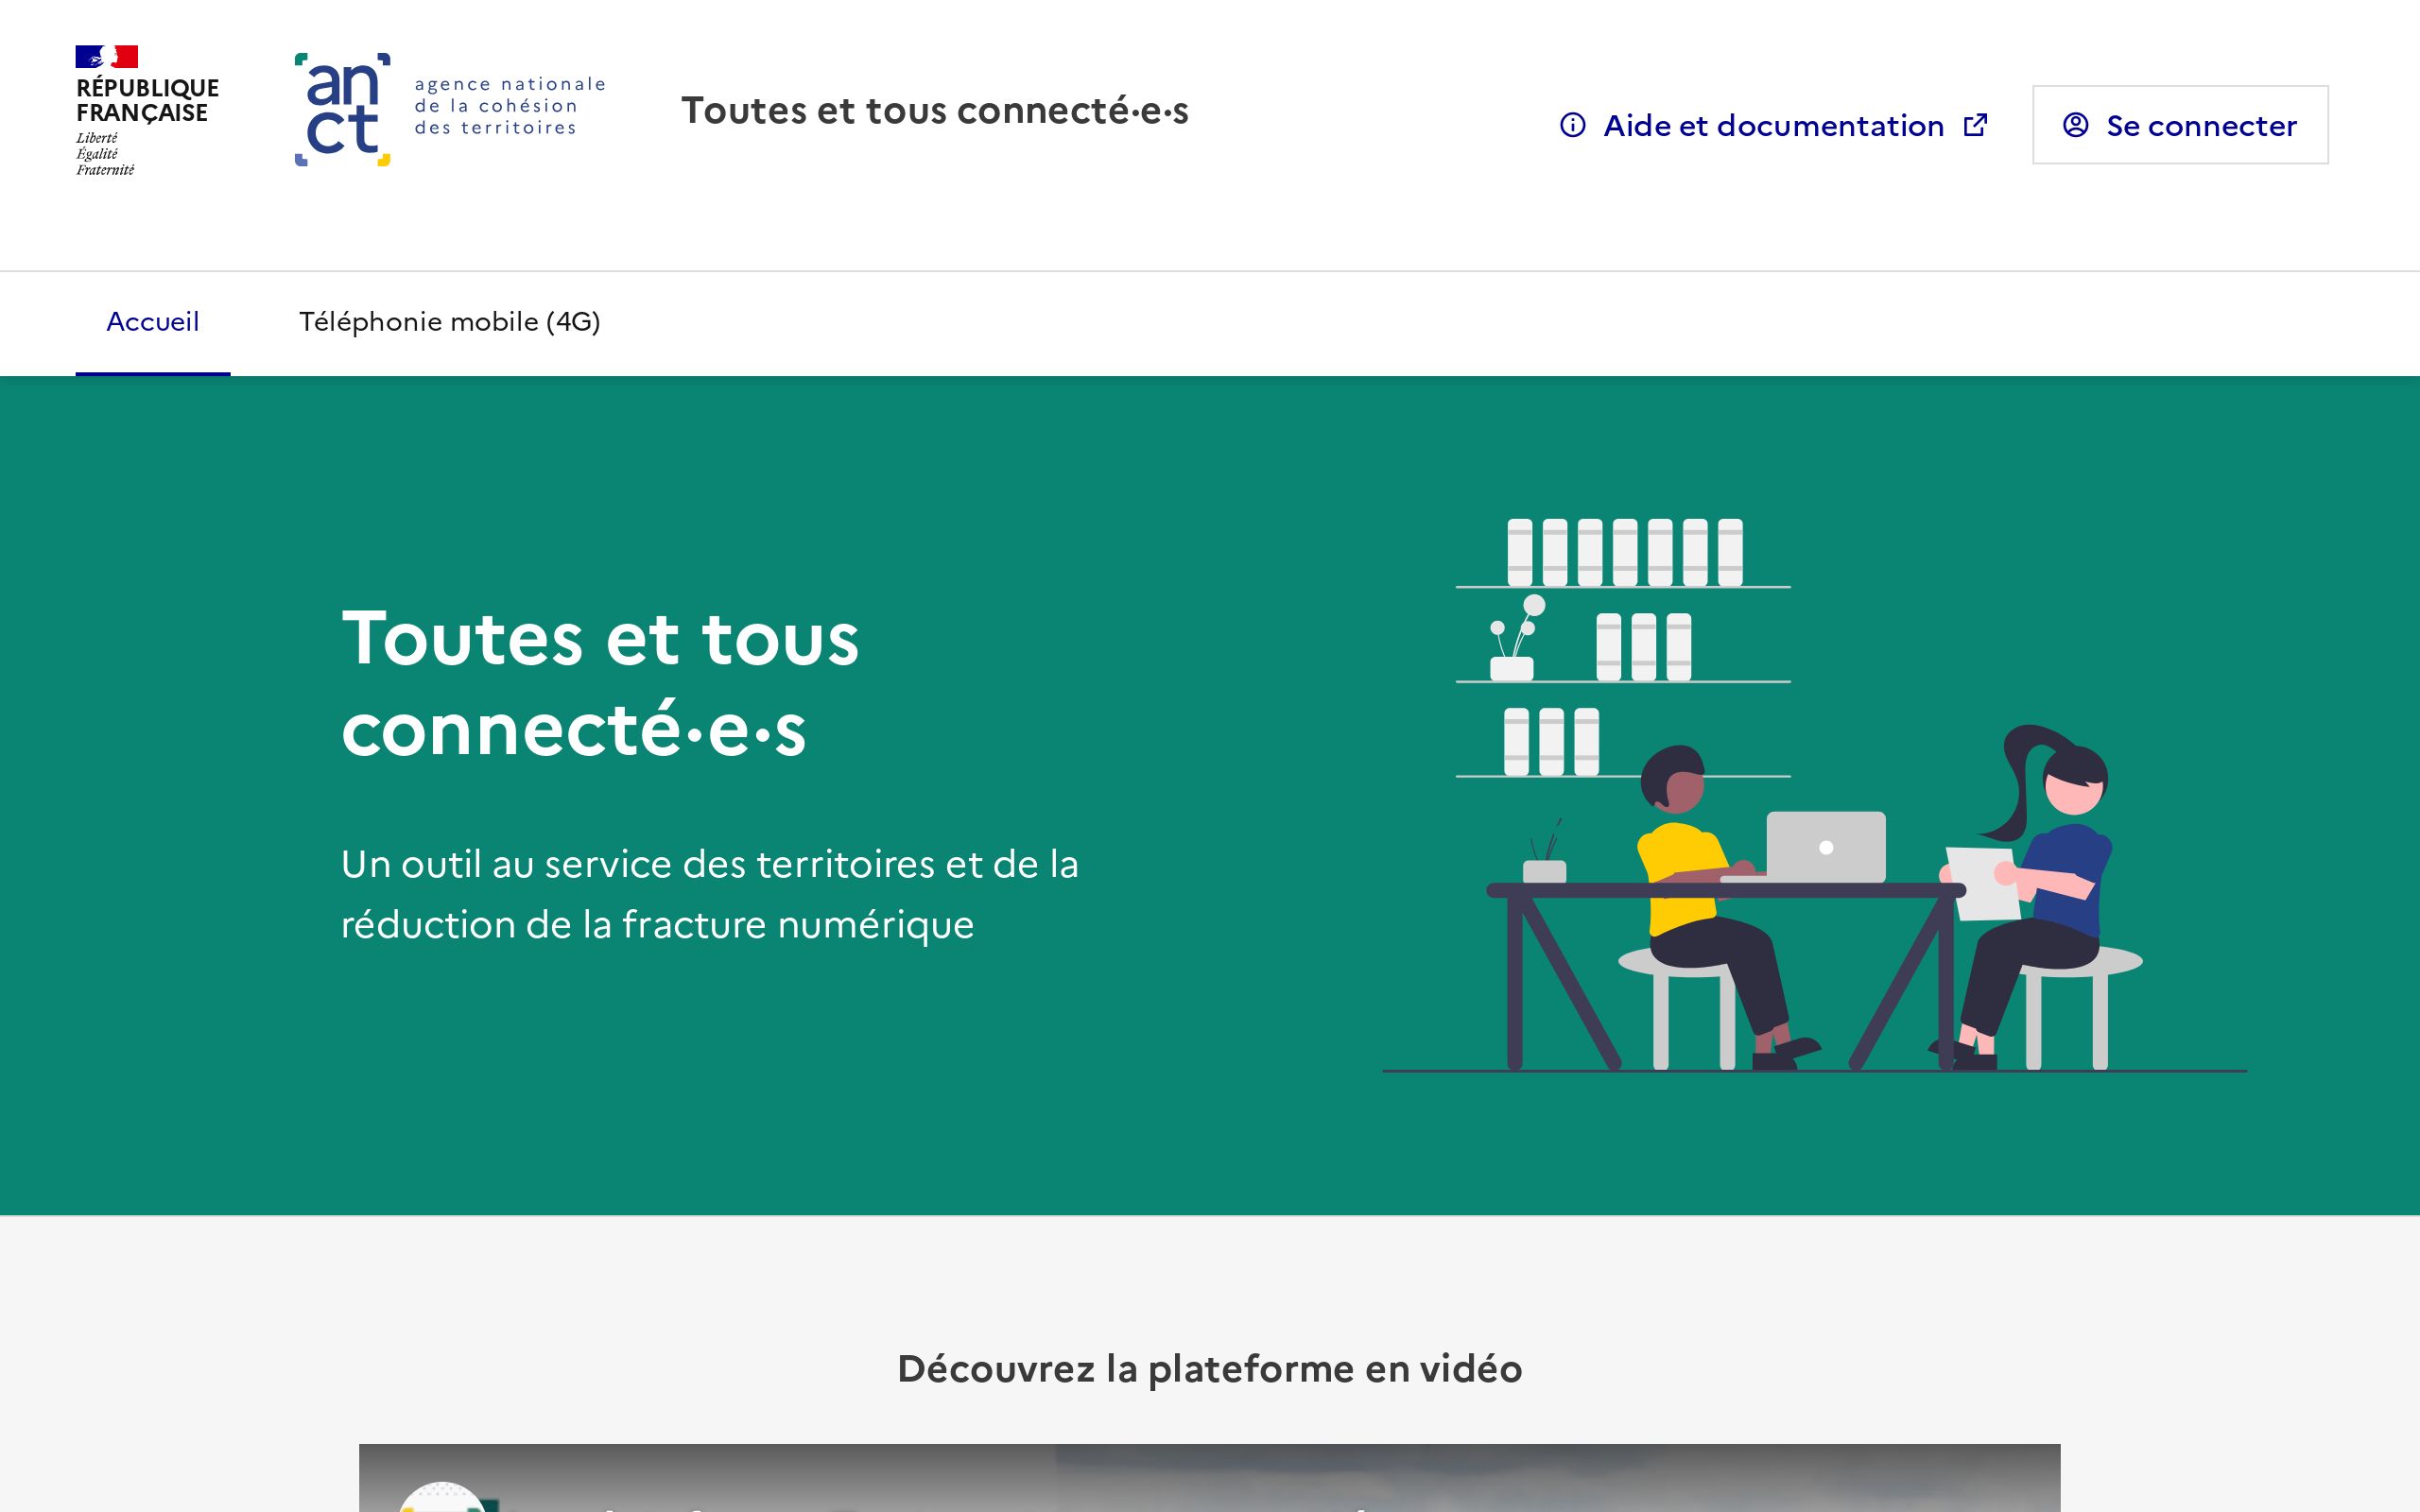 RÉPUBLIQUE
FRANÇAISE
Liberté
Égalité
Fraternité
an
ct
agence nationale
de la cohésion
des territoires
Toutes et tous connecté·e·s
Aide et documentation
Se connecter
Accueil
Téléphonie mobile (4G)
Toutes et tous
connecté·e·s
Un outil au service des territoires et de la
réduction de la fracture numérique
Découvrez la plateforme en vidéo